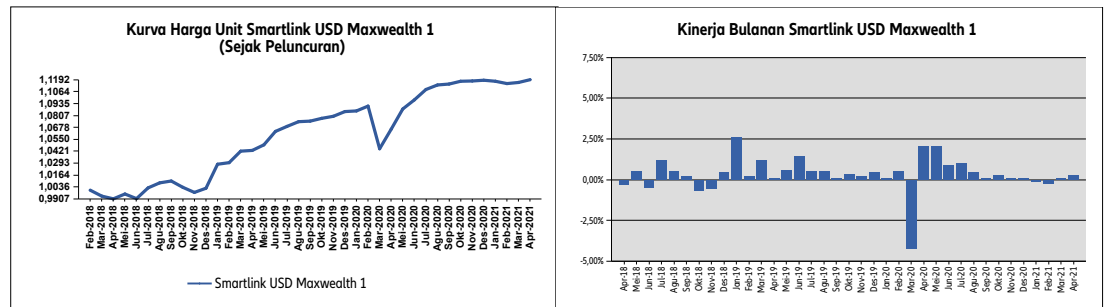 Kurva Harga Unit Smartlink USD Maxwealth 1
(Sejak Peluncuran)
1,1192
1,1064
1,0935
1,0807
1,0678
1,0550
1,0421
1,0293
1,0164
1,0036
0,9907
Feb-2018
Mar-2018
Apr-2018
Mei-2018
Jun-2018
Jul-2018
Agu-2018
Sep-2018
Okt-2018
Nov-2018
Des-2018
Jan-2019
Feb-2019
Mar-2019
Apr-2019
Mei-2019
Jun-2019
Jul-2019
Agu-2019
Sep-2019
Okt-2019
Nov-2019
Des-2019
Jan-2020
Feb-2020
Mar-2020
Apr-2020
Mei-2020
Jun-2020
Jul-2020
Agu-2020
Sep-2020
Okt-2020
Nov-2020
Des-2020
Jan-2021
Feb-2021
Mar-2021
Apr-2021
Smartlink USD Maxwealth 1
Kinerja Bulanan Smartlink USD Maxwealth 1
7,50%
5,00%
2,50%
0,00%
-2,50%
-5,00%
Apr-18
Mei-18
Jun-18
Jul-18
Agu-18
Sep-18
Okt-18
Nov-18
Des-18
Jan-19
Feb-19
Mar-19
Apr-19
Mei-19
Jun-19
Jul-19
Agu-19
Sep-19
Okt-19
Nov-19
Des-19
Jan-20
Feb-20
Mar-20
Apr-20
Mei-20
Jun-20
Jul-20
Agu-20
Sep-20
Okt-20
Nov-20
Des-20
Jan-21
Feb-21
Mar-21
Apr-21